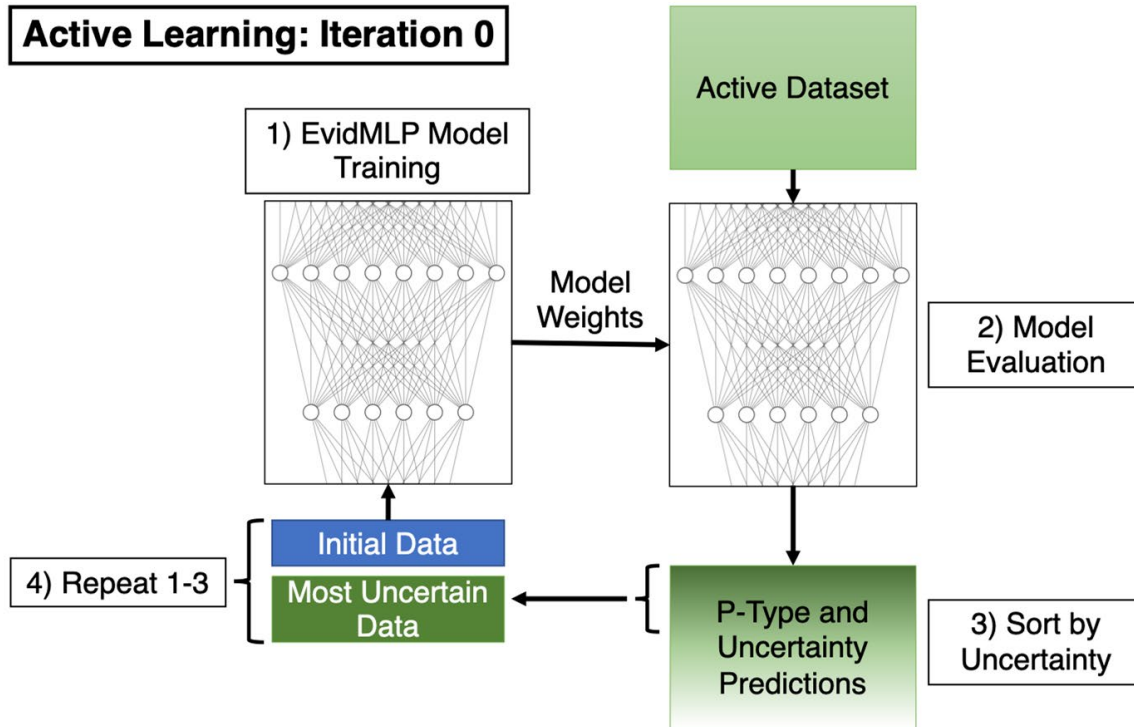 Active Learning: Iteration 0
Active Dataset
1) EvidMLP Model
Training
Model
Weights
2) Model
Evaluation
Initial Data
4) Repeat 1-3
Most Uncertain
Data
P-Type and
Uncertainty
Predictions
3) Sort by
Uncertainty